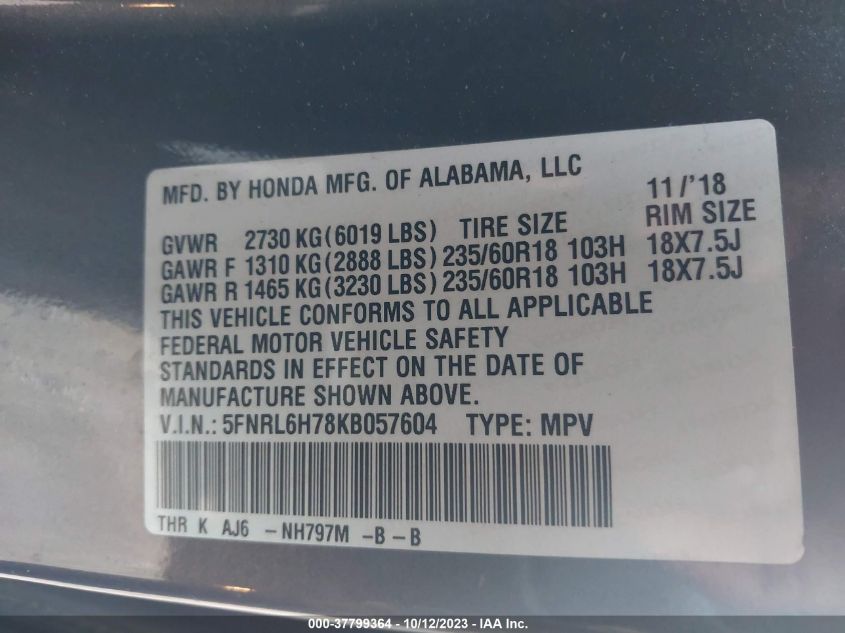 MFD. BY HONDA MFG. OF ALABAMA, LLC 11/'18
GVWR 2730 KG(6019 LBS) TIRE SIZE RIM SIZE
GAWR F 1310 KG(2888 LBS) 235/60R18 103H 18X7.5J
GAWR R 1465 KG(3230 LBS) 235/60R18 103H 18X7.5J
THIS VEHICLE CONFORMS TO ALL APPLICABLE
FEDERAL MOTOR VEHICLE SAFETY
STANDARDS IN EFFECT ON THE DATE OF
MANUFACTURE SHOWN ABOVE.
V.I.N.: 5FNRL6H78KB057604 TYPE: MPV
THR K AJ6 -NH797M -B-B
000-37799364 - 10/12/2023 - IAA Inc.